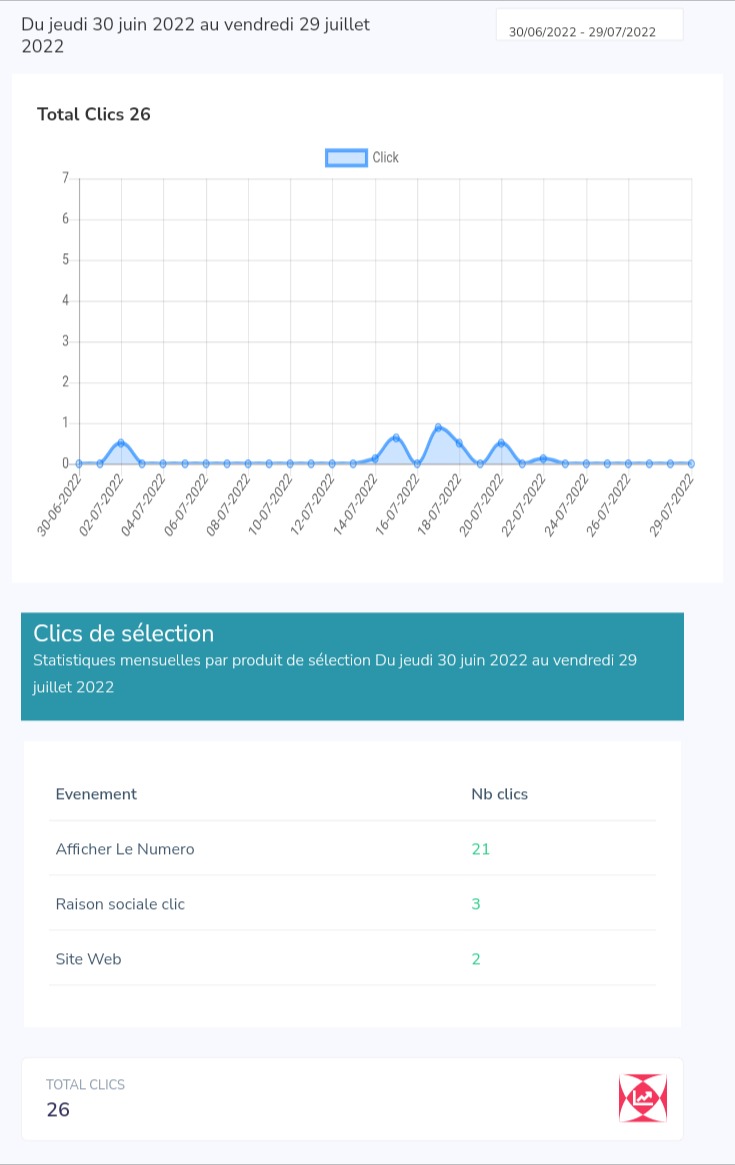 Du jeudi 30 juin 2022 au vendredi 29 juillet
2022
30/06/2022 - 29/07/2022
Total Clics 26
Click
7
6
5
4
3
2
1
0
30-06-2022
02-07-2022
04-07-2022
06-07-2022
08-07-2022
10-07-2022
12-07-2022
14-07-2022
16-07-2022
18-07-2022
20-07-2022
22-07-2022
24-07-2022
26-07-2022
29-07-2022
Clics de sélection
Statistiques mensuelles par produit de sélection Du jeudi 30 juin 2022 au vendredi 29
juillet 2022
Evenement Nb clics
Afficher Le Numero 21
Raison sociale clic 3
Site Web 2
TOTAL CLICS
26